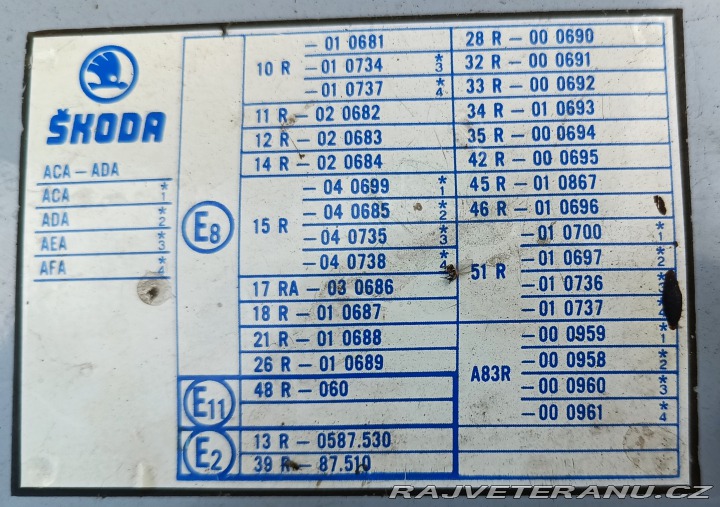 ŠKODA
ACA - ADA
ACA *1
ADA *2
AEA *3
AFA *4
E8
10 R - 01 0681
- 01 0734 *3
- 01 0737 *4
11 R - 02 0682
12 R - 02 0683
14 R - 02 0684
15 R - 04 0699 *1
- 04 0685 *2
- 04 0735 *3
- 04 0738 *4
17 RA - 03 0686
18 R - 01 0687
21 R - 01 0688
26 R - 01 0689
E11
48 R - 060
E2
13 R - 0587.530
39 R - 87.510
28 R - 00 0690
32 R - 00 0691
33 R - 00 0692
34 R - 01 0693
35 R - 00 0694
42 R - 00 0695
45 R - 01 0867
46 R - 01 0696
51 R - 01 0700 *1
- 01 0697 *2
- 01 0736 *3
- 01 0737 *4
A83R - 00 0959 *1
- 00 0958 *2
- 00 0960 *3
- 00 0961 *4
RAJVETERANU.CZ